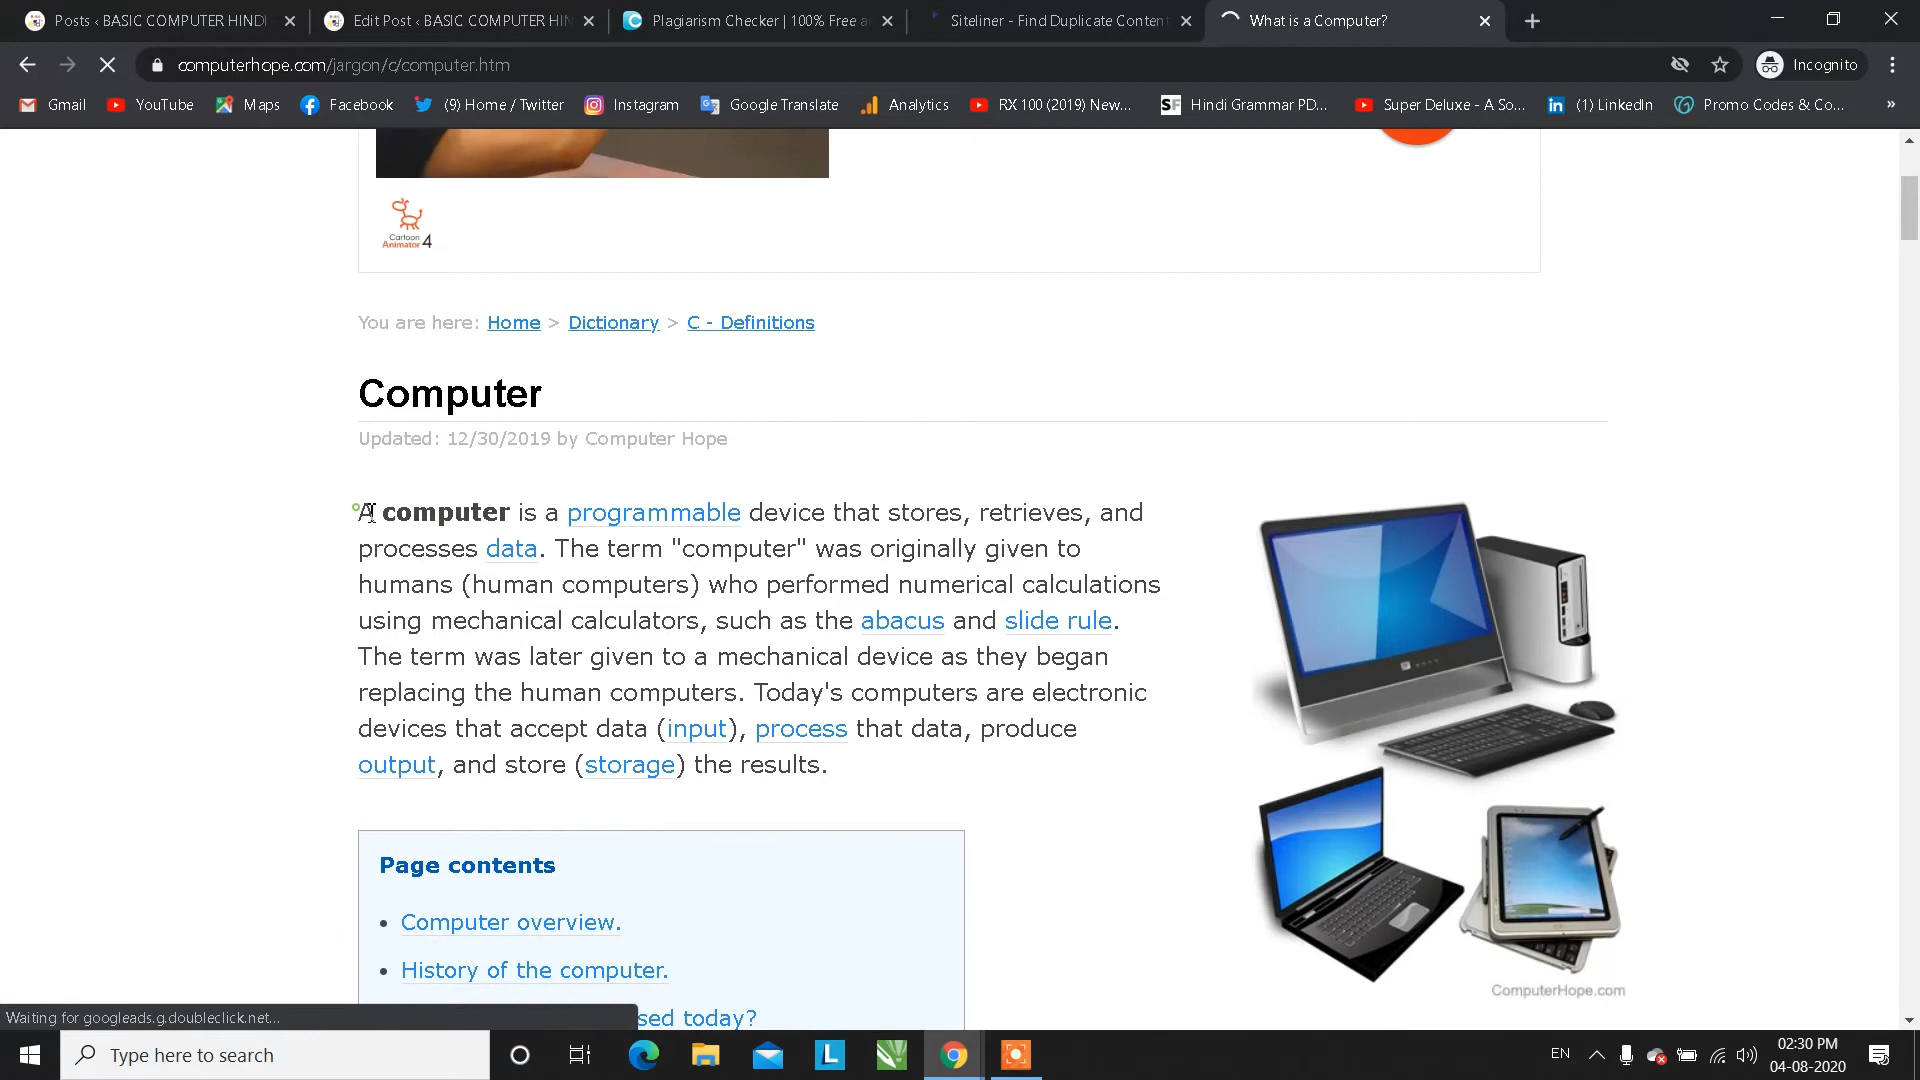 Posts ‹ BASIC COMPUTER HINDI
Edit Post ‹ BASIC COMPUTER HIN
Plagiarism Checker | 100% Free a
Siteliner - Find Duplicate Content
What is a Computer?
computerhope.com/jargon/c/computer.htm
Incognito
Gmail
YouTube
Maps
Facebook
(9) Home / Twitter
Instagram
Google Translate
Analytics
RX 100 (2019) New...
SF
Hindi Grammar PD...
Super Deluxe - A So...
(1) LinkedIn
Promo Codes & Co...
»
Cartoon
Animator 4
You are here: Home > Dictionary > C - Definitions
Computer
Updated: 12/30/2019 by Computer Hope
A computer is a programmable device that stores, retrieves, and
processes data. The term "computer" was originally given to
humans (human computers) who performed numerical calculations
using mechanical calculators, such as the abacus and slide rule.
The term was later given to a mechanical device as they began
replacing the human computers. Today's computers are electronic
devices that accept data (input), process that data, produce
output, and store (storage) the results.
ComputerHope.com
Page contents
• Computer overview.
• History of the computer.
sed today?
Waiting for googleads.g.doubleclick.net...
Type here to search
L
EN
02:30 PM
04-08-2020